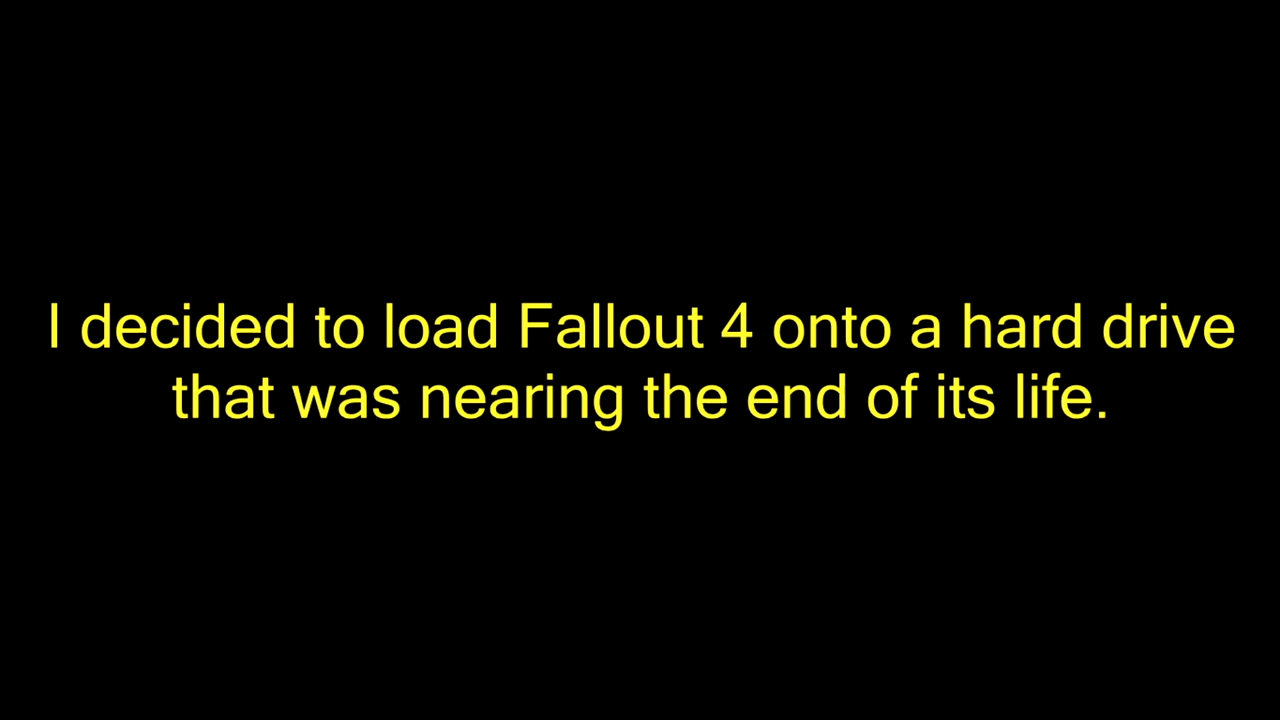 I decided to load Fallout 4 onto a hard drive
that was nearing the end of its life.